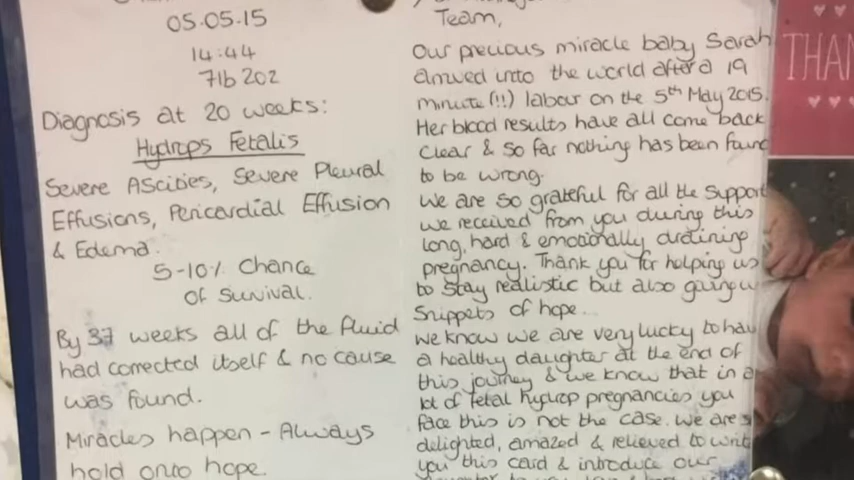 05.05.15
14:44
7lb 2oz
Diagnosis at 20 weeks:
Hydrops Fetalis
Severe Ascities, Severe Pleural
Effusions, Pericardial Effusion
& Edema.
5-10% Chance
of Survival.
By 37 weeks all of the fluid
had corrected itself & no cause
was found.
Miracles happen - Always
hold onto hope.
Team,
Our precious miracle baby Sarah
arrived into the world after a 19
minute (!!) labour on the 5th May 2015.
Her blood results have all come back
clear & so far nothing has been found
to be wrong.
We are so grateful for all the support
we received from you during this
long, hard & emotionally draining
pregnancy. Thank you for helping us
to stay realistic but also giving us
snippets of hope..
We know we are very lucky to hav
a healthy daughter at the end of
this journey & we know that in a
lot of fetal hydrop pregnancies you
face this is not the case. We are s
delighted, amazed & relieved to writ
you this card & introduce our
THAN